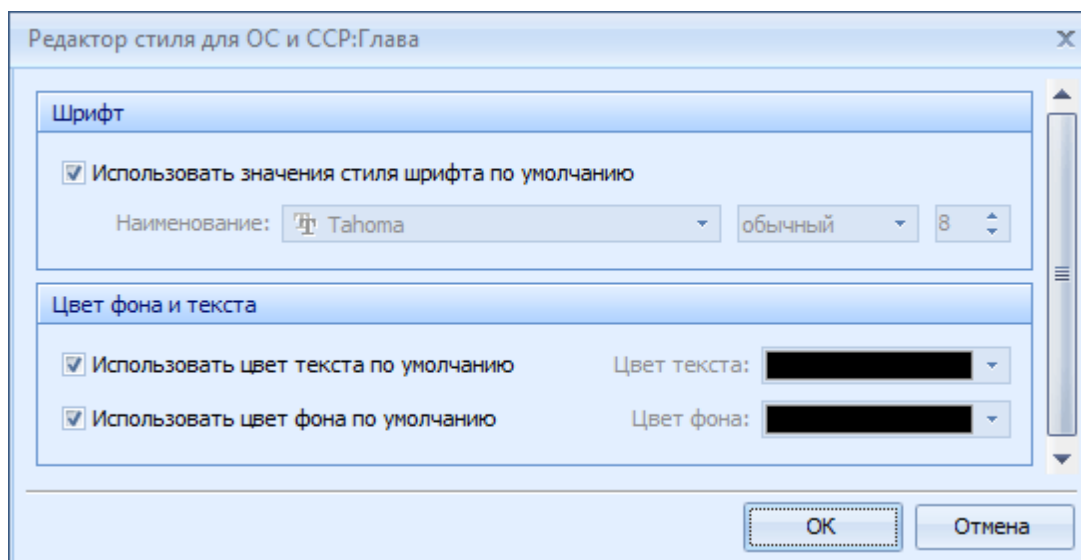 Редактор стиля для ОС и ССР:Глава
Шрифт
Использовать значения стиля шрифта по умолчанию
Наименование: Tahoma обычный 8
Цвет фона и текста
Использовать цвет текста по умолчанию Цвет текста:
Использовать цвет фона по умолчанию Цвет фона:
ОК Отмена